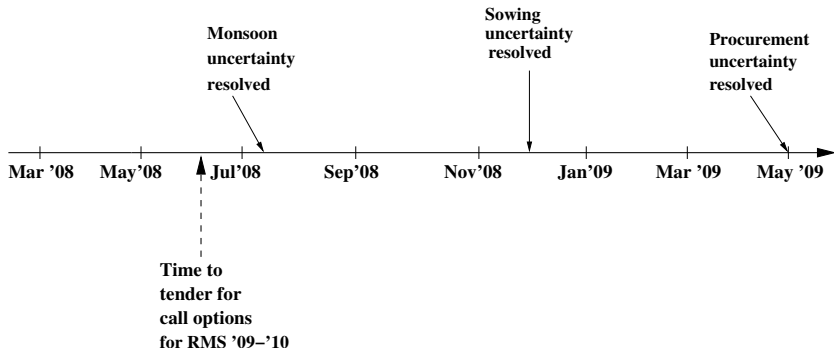 Monsoon
uncertainty
resolved
Sowing
uncertainty
resolved
Procurement
uncertainty
resolved
Mar '08 May'08 Jul'08 Sep'08 Nov'08 Jan'09 Mar '09 May '09
Time to
tender for
call options
for RMS '09–'10